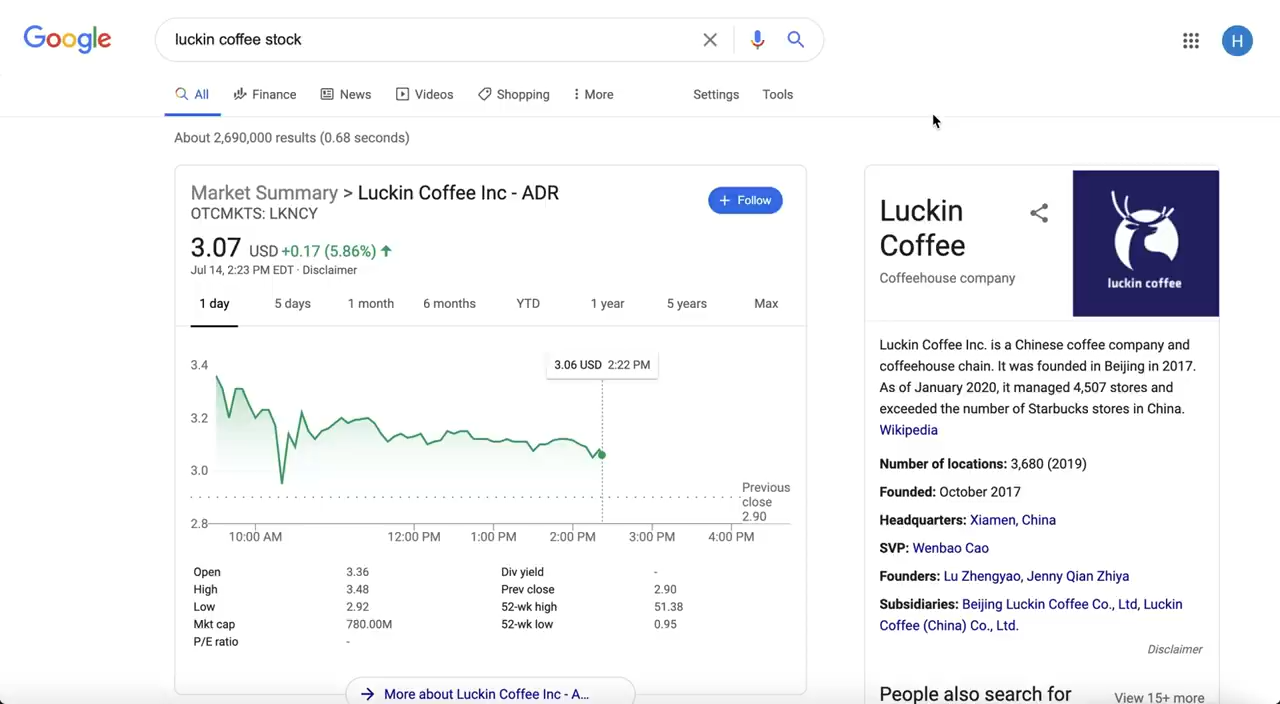 Google
luckin coffee stock
H
All
Finance
News
Videos
Shopping
More
Settings
Tools
About 2,690,000 results (0.68 seconds)
Market Summary > Luckin Coffee Inc - ADR
OTCMKTS: LKNCY
+ Follow
3.07 USD +0.17 (5.86%)
Jul 14, 2:23 PM EDT · Disclaimer
1 day
5 days
1 month
6 months
YTD
1 year
5 years
Max
3.06 USD 2:22 PM
3.4
3.2
3.0
2.8
Previous
close
2.90
10:00 AM
12:00 PM
1:00 PM
2:00 PM
3:00 PM
4:00 PM
Open 3.36
High 3.48
Low 2.92
Mkt cap 780.00M
P/E ratio -
Div yield -
Prev close 2.90
52-wk high 51.38
52-wk low 0.95
More about Luckin Coffee Inc - A...
Luckin
Coffee
Coffeehouse company
luckin coffee
Luckin Coffee Inc. is a Chinese coffee company and
coffeehouse chain. It was founded in Beijing in 2017.
As of January 2020, it managed 4,507 stores and
exceeded the number of Starbucks stores in China.
Wikipedia
Number of locations: 3,680 (2019)
Founded: October 2017
Headquarters: Xiamen, China
SVP: Wenbao Cao
Founders: Lu Zhengyao, Jenny Qian Zhiya
Subsidiaries: Beijing Luckin Coffee Co., Ltd, Luckin
Coffee (China) Co., Ltd.
Disclaimer
People also search for
View 15+ more